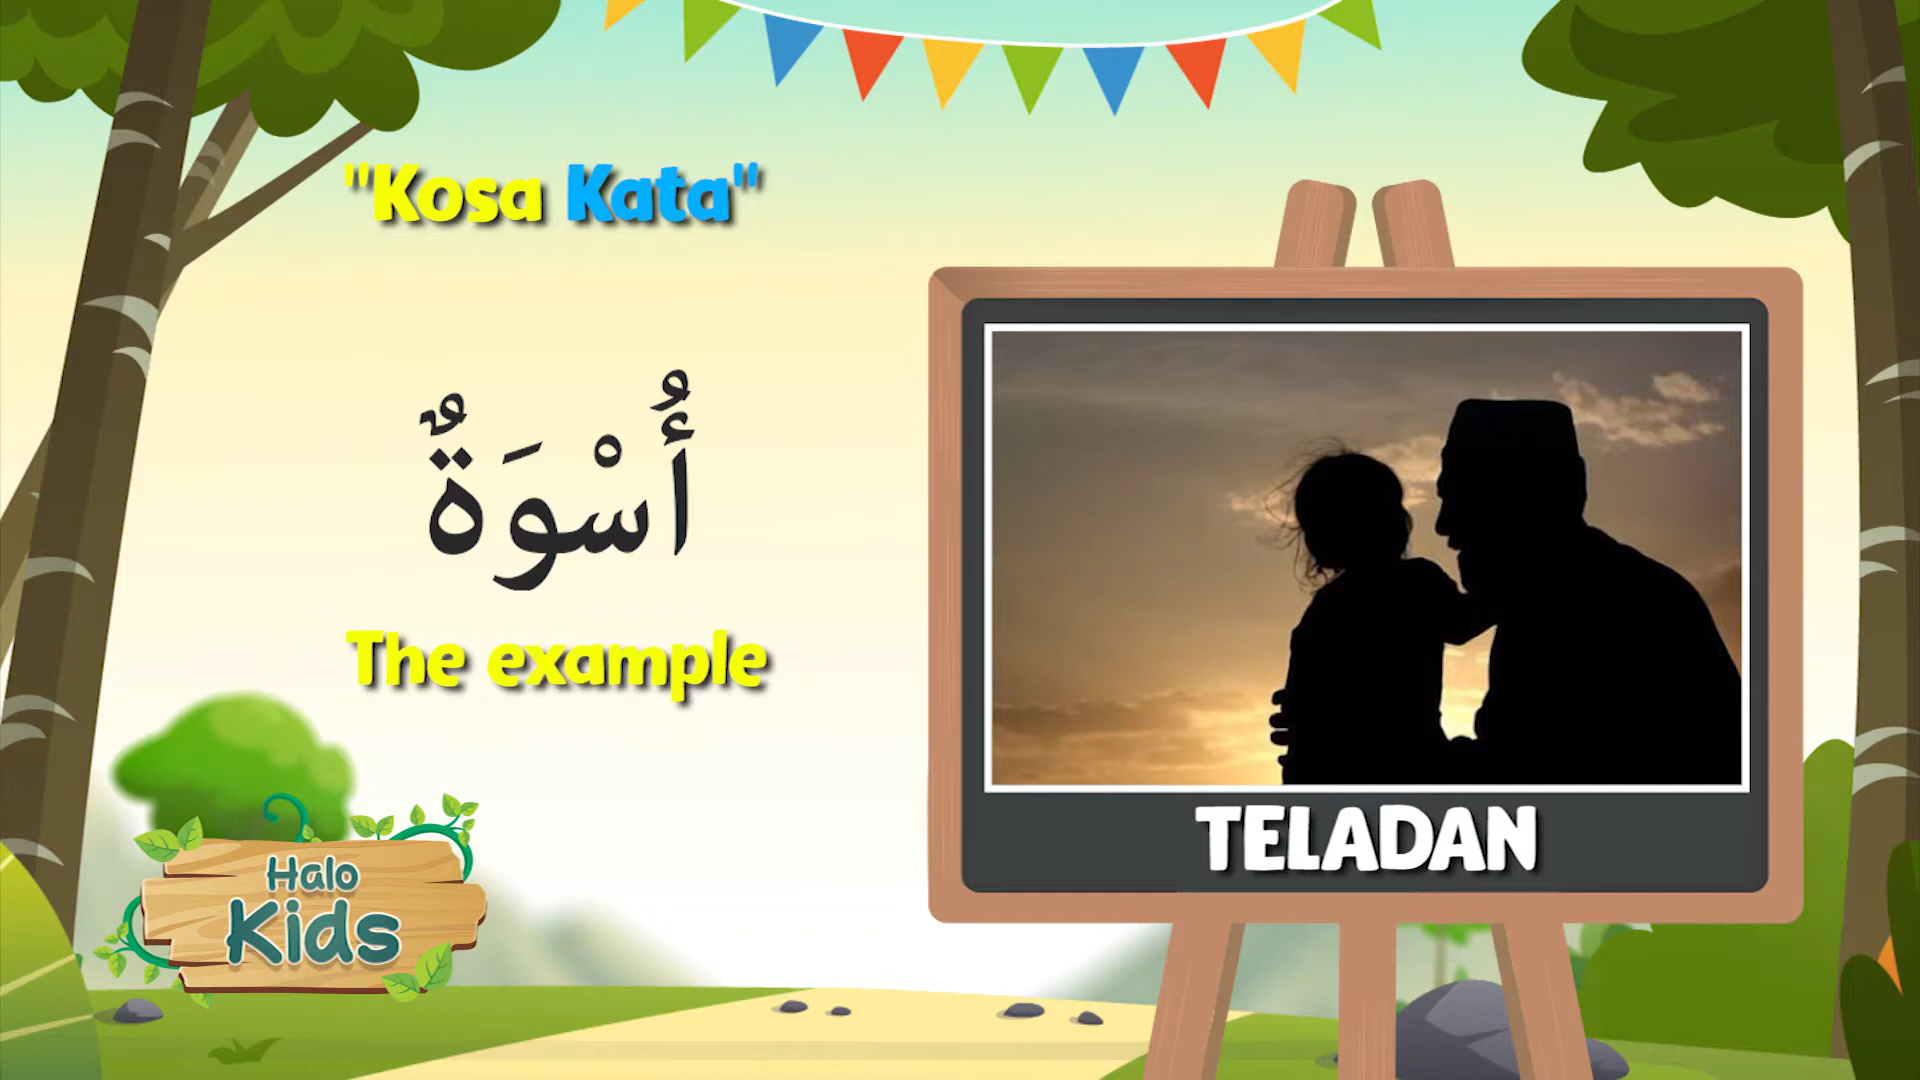 "Kosa Kata"
أُسْوَةٌ
The example
TELADAN
Halo
Kids